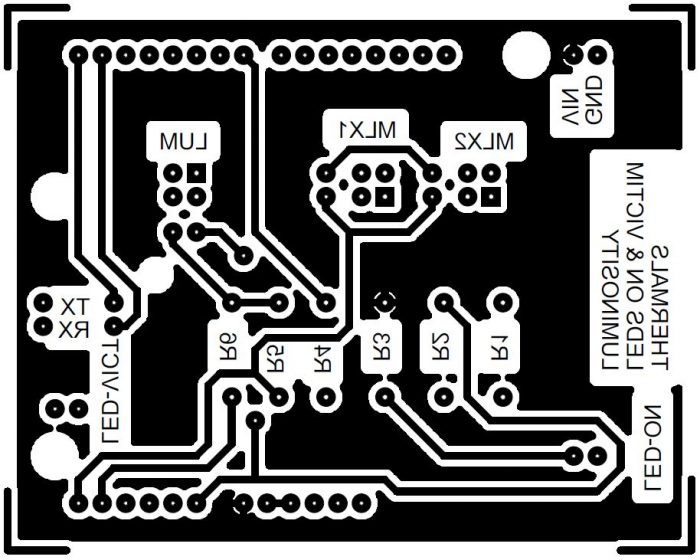 VIN
GND
LUM
MLX1
MLX2
LUMINOSITY
LEDS ON & VICTIM
THERMALS
TX
RX
R6
R5
R4
R3
R2
R1
LED-VICT
LED-ON